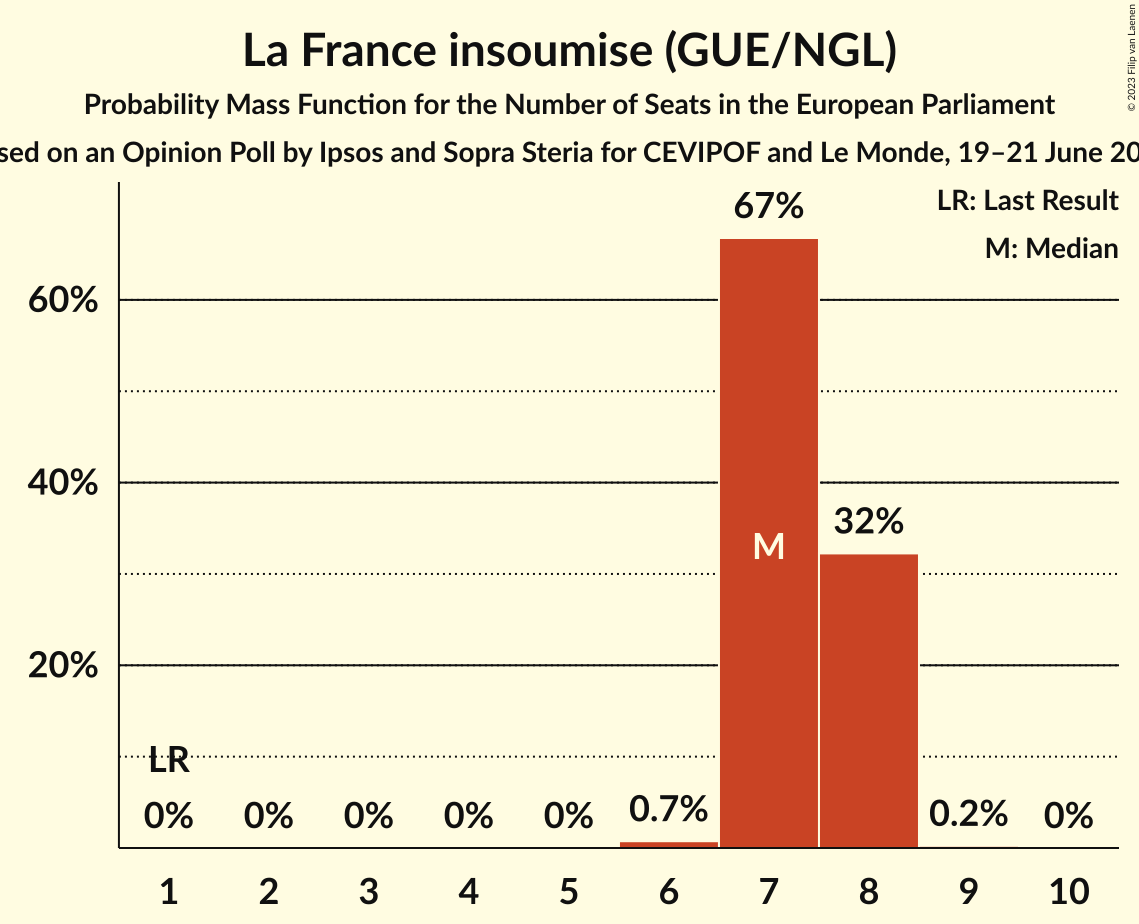 La France insoumise (GUE/NGL)
Probability Mass Function for the Number of Seats in the European Parliament
sed on an Opinion Poll by Ipsos and Sopra Steria for CEVIPOF and Le Monde, 19–21 June 20
© 2023 Filip van Laenen
LR: Last Result
M: Median
67%
60%
40%
32%
M
20%
LR
0% 0% 0% 0% 0% 0.7% 0.2% 0%
1 2 3 4 5 6 7 8 9 10